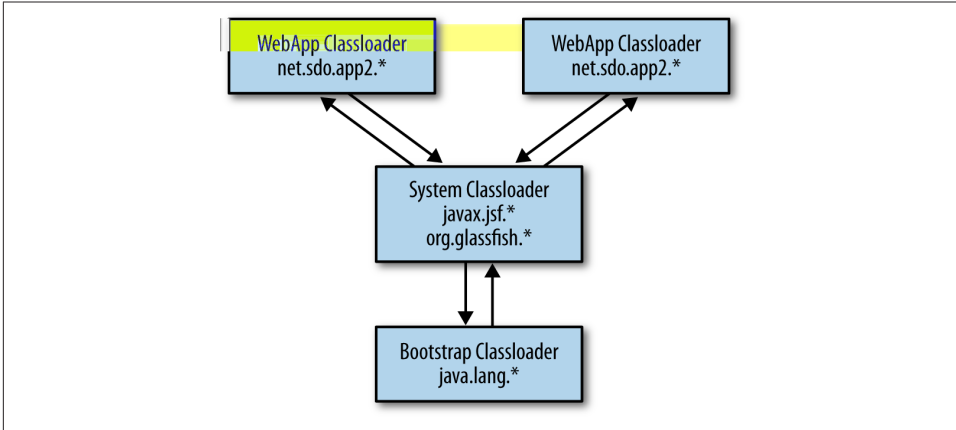 WebApp Classloader
net.sdo.app2.*
WebApp Classloader
net.sdo.app2.*
System Classloader
javax.jsf.*
org.glassfish.*
Bootstrap Classloader
java.lang.*